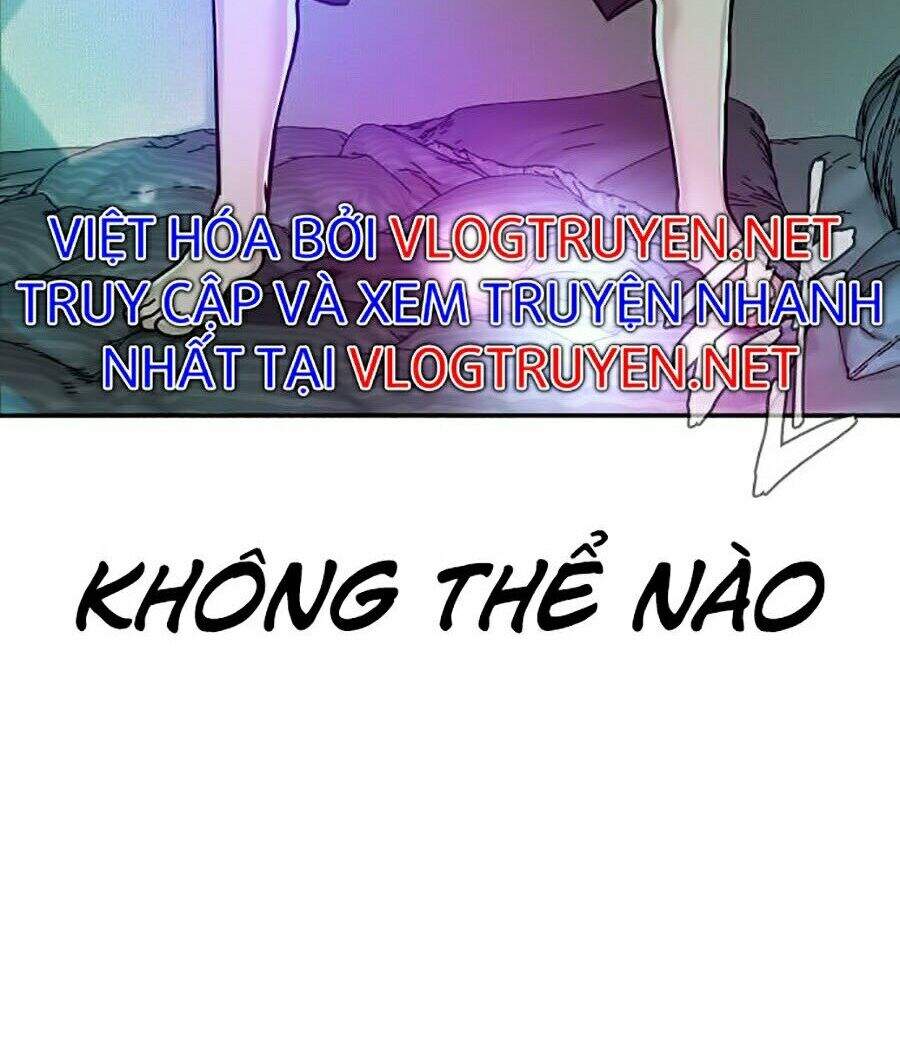 VIỆT HÓA BỞI VLOGTRUYEN.NET
TRUY CẬP VÀ XEM TRUYỆN NHANH
NHẤT TẠI VLOGTRUYEN.NET
KHÔNG THỂ NÀO